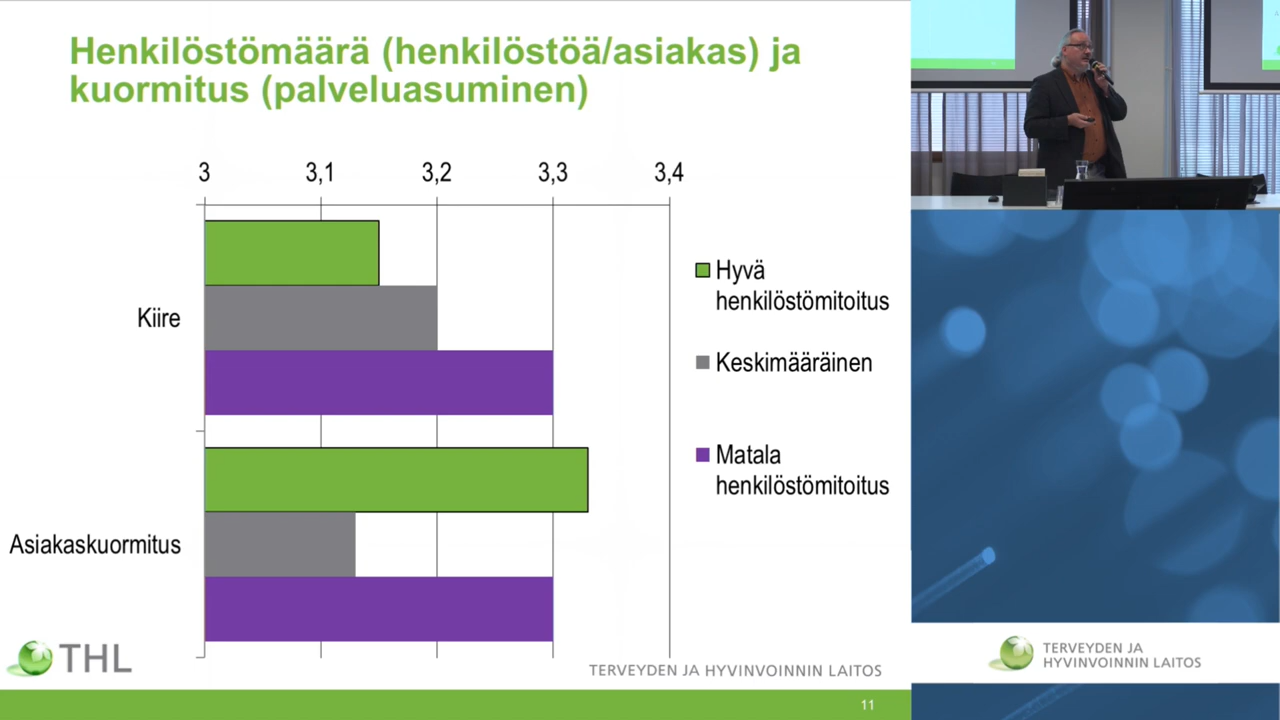 Henkilöstömäärä (henkilöstöä/asiakas) ja
kuormitus (palveluasuminen)
3 3,1 3,2 3,3 3,4
Kiire
Asiakaskuormitus
Hyvä
henkilöstömitoitus
Keskimääräinen
Matala
henkilöstömitoitus
THL
TERVEYDEN JA HYVINVOINNIN LAITOS
11
TERVEYDEN JA
HYVINVOINNIN LAITOS